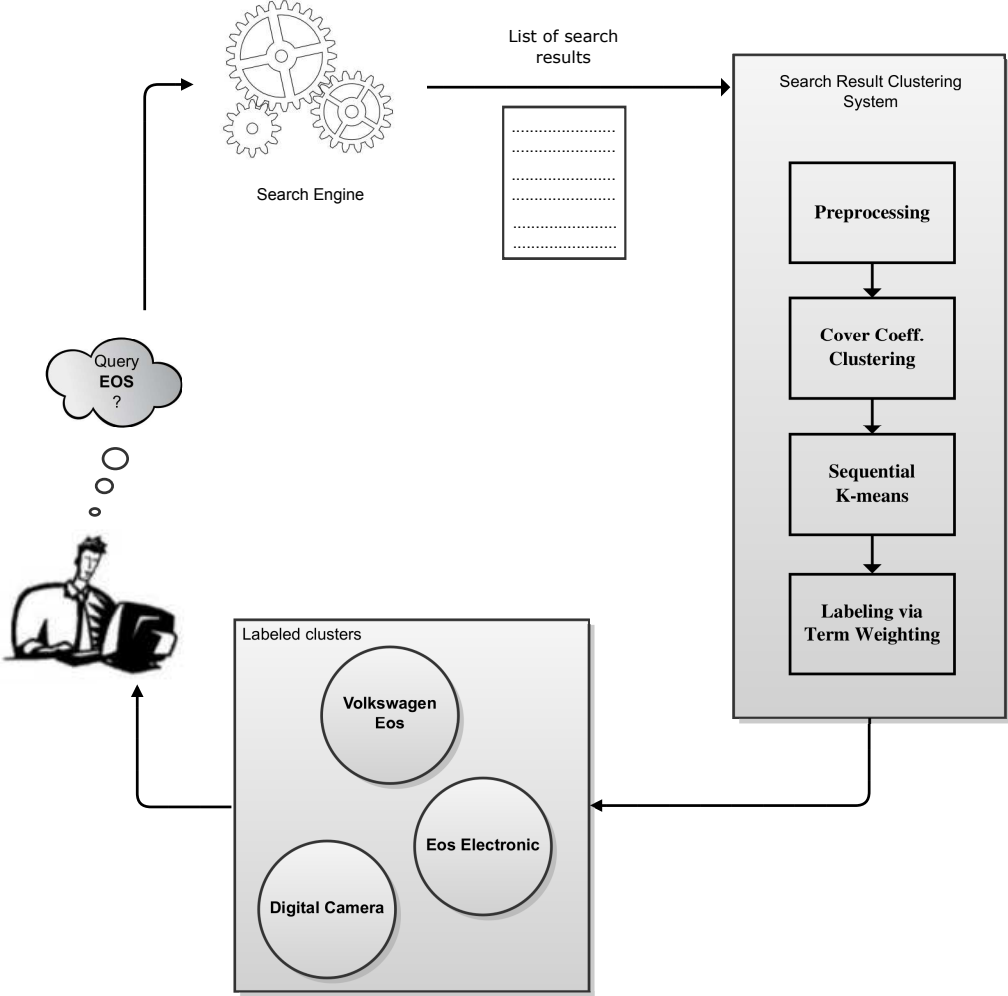 List of search
results
Search Engine
Search Result Clustering
System
Preprocessing
Cover Coeff.
Clustering
Sequential
K-means
Labeling via
Term Weighting
Query
EOS
?
Labeled clusters
Volkswagen
Eos
Eos Electronic
Digital Camera